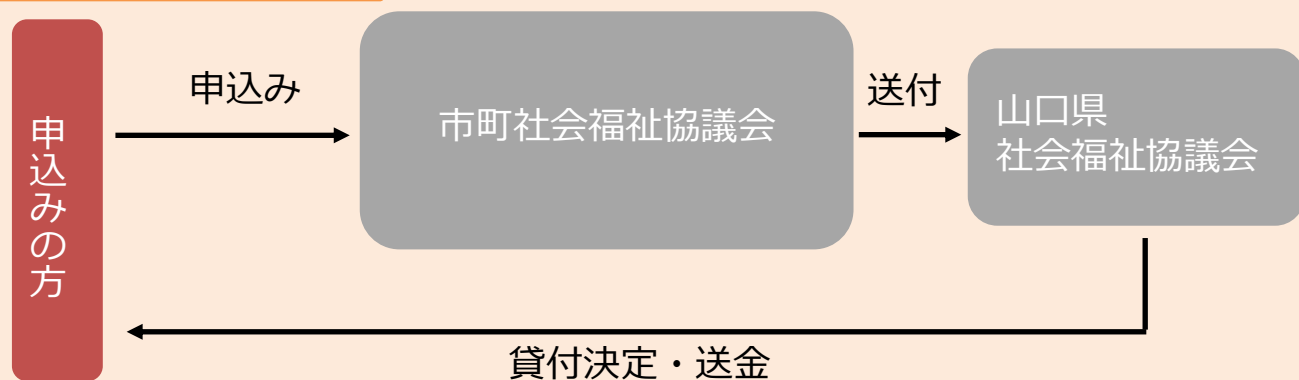 申込みの方
申込み
市町社会福祉協議会
送付
山口県
社会福祉協議会
貸付決定・送金